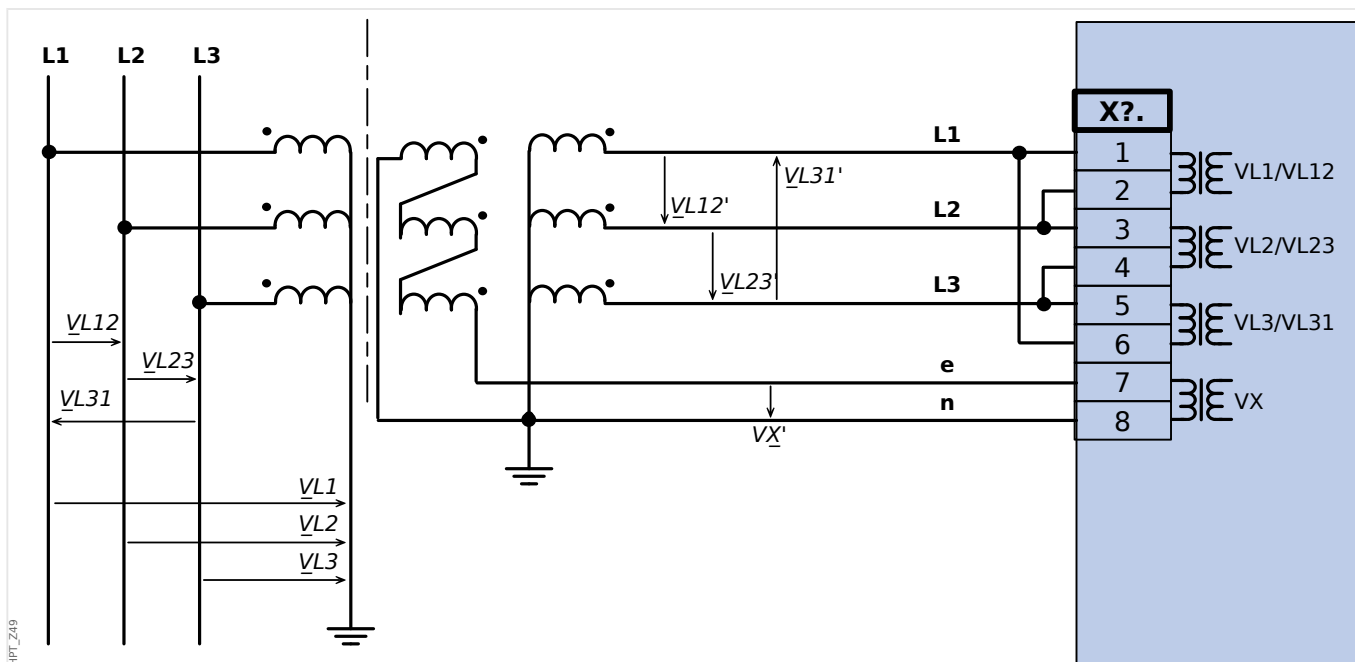 L1 L2 L3
X?.
L1
1
VL31'
2
VL1/VL12
VL12'
L2
3
VL2/VL23
4
VL23'
L3
5
VL3/VL31
6
VL12
VL23
e
7
VL31
n
8
VX
VX'
VL1
VL2
VL3
HPT_Z49